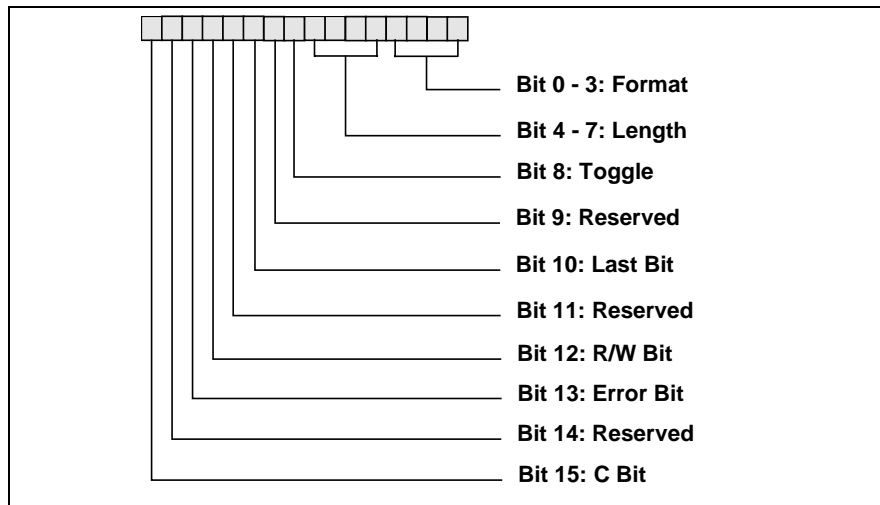 Bit 0 - 3: Format
Bit 4 - 7: Length
Bit 8: Toggle
Bit 9: Reserved
Bit 10: Last Bit
Bit 11: Reserved
Bit 12: R/W Bit
Bit 13: Error Bit
Bit 14: Reserved
Bit 15: C Bit